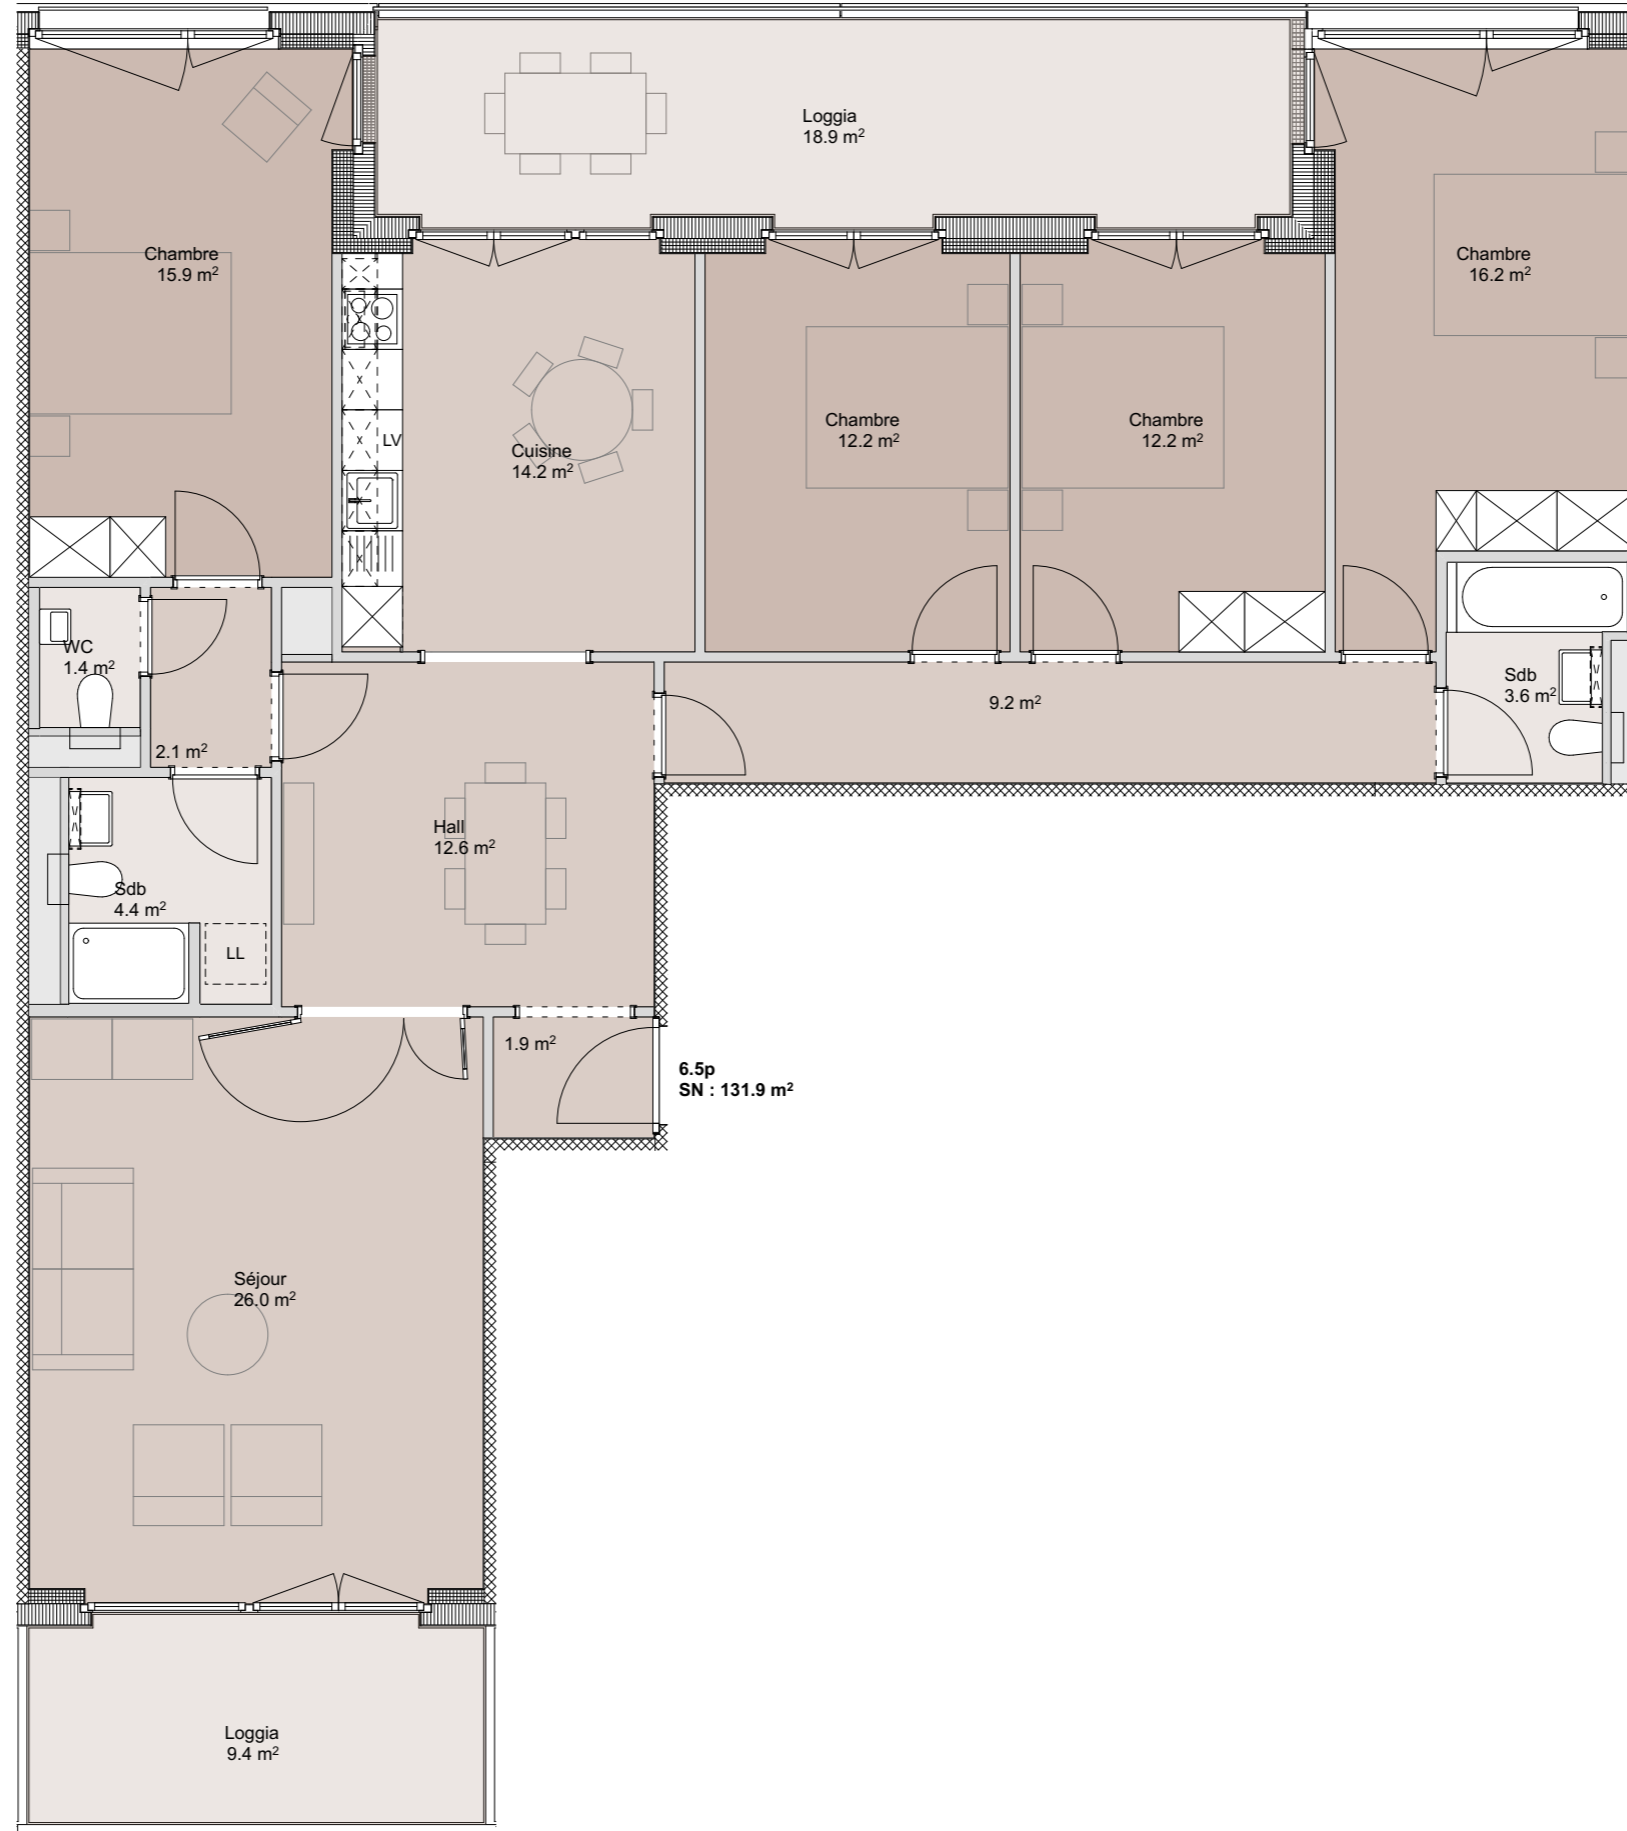 Loggia
18.9 m²
Chambre
15.9 m²
Chambre
16.2 m²
Chambre
12.2 m²
Chambre
12.2 m²
LV
Cuisine
14.2 m²
WC
1.4 m²
Sdb
3.6 m²
9.2 m²
2.1 m²
Hall
12.6 m²
Sdb
4.4 m²
LL
1.9 m²
6.5p
SN : 131.9 m²
Séjour
26.0 m²
Loggia
9.4 m²